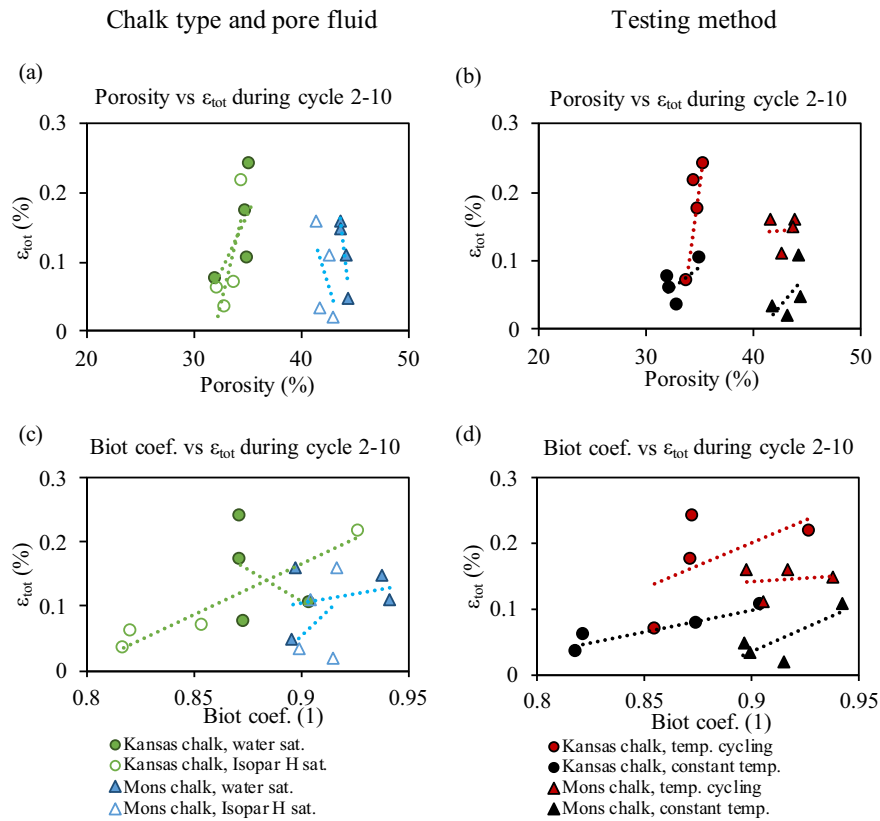 Chalk type and pore fluid
Testing method
(a)
Porosity vs εtot during cycle 2-10
0.3
0.2
0.1
0
εtot (%)
20 30 40 50
Porosity (%)
(b)
Porosity vs εtot during cycle 2-10
0.3
0.2
0.1
0
εtot (%)
20 30 40 50
Porosity (%)
(c)
Biot coef. vs εtot during cycle 2-10
0.3
0.2
0.1
0
εtot (%)
0.8 0.85 0.9 0.95
Biot coef. (1)
Kansas chalk, water sat.
Kansas chalk, Isopar H sat.
Mons chalk, water sat.
Mons chalk, Isopar H sat.
(d)
Biot coef. vs εtot during cycle 2-10
0.3
0.2
0.1
0
εtot (%)
0.8 0.85 0.9 0.95
Biot coef. (1)
Kansas chalk, temp. cycling
Kansas chalk, constant temp.
Mons chalk, temp. cycling
Mons chalk, constant temp.